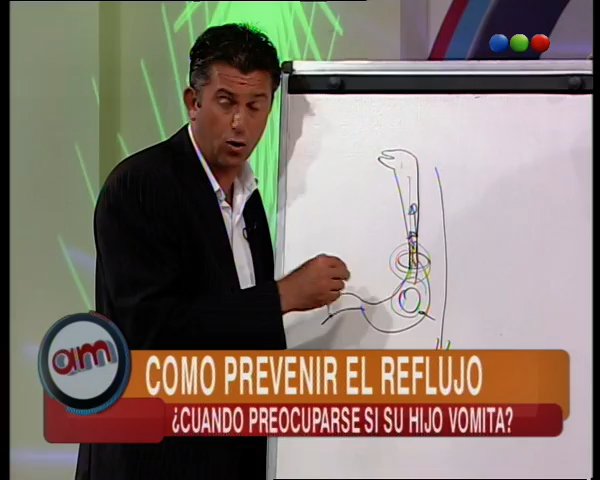 am
COMO PREVENIR EL REFLUJO
¿CUANDO PREOCUPARSE SI SU HIJO VOMITA?